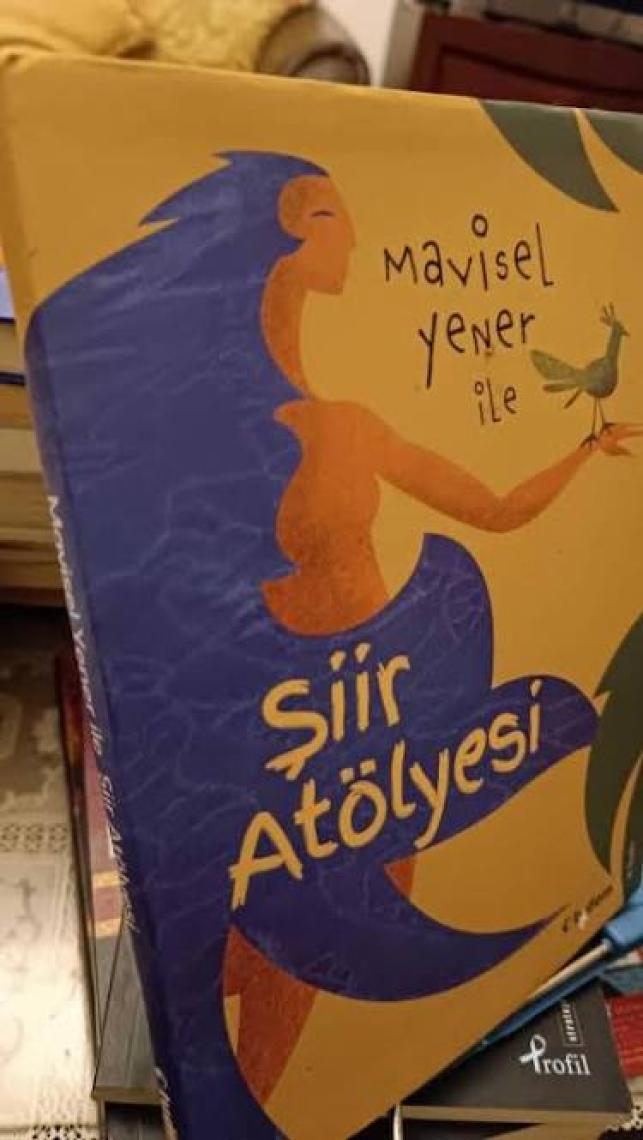 Mavisel
Yener
ile
Şiir
Atölyesi
Mavisel Yener ile Şiir Atölyesi
Profil